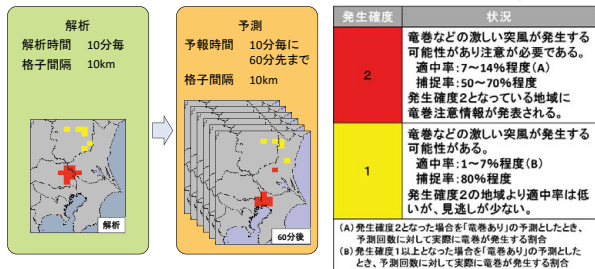 解析
解析時間 10分毎
格子間隔 10km
解析
予測
予報時間 10分毎に
60分先まで
格子間隔 10km
60分後
発生確度 状況
2
竜巻などの激しい突風が発生する
可能性があり注意が必要である。
適中率：7～14%程度(A)
捕捉率：50～70%程度
発生確度2となっている地域に
竜巻注意情報が発表される。
1
竜巻などの激しい突風が発生する
可能性がある。
適中率：1～7%程度(B)
捕捉率：80%程度
発生確度2の地域より適中率は低
いが、見逃しが少ない。
(A)発生確度2となった場合を「竜巻あり」の予測としたとき、
予測回数に対して実際に竜巻が発生する割合
(B)発生確度1以上となった場合を「竜巻あり」の予測とした
とき、予測回数に対して実際に竜巻が発生する割合